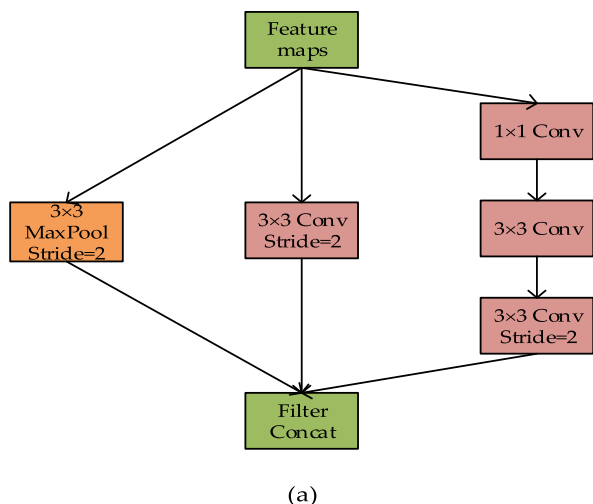 Feature
maps
1×1 Conv
3×3
MaxPool
Stride=2
3×3 Conv
Stride=2
3×3 Conv
3×3 Conv
Stride=2
Filter
Concat
(a)